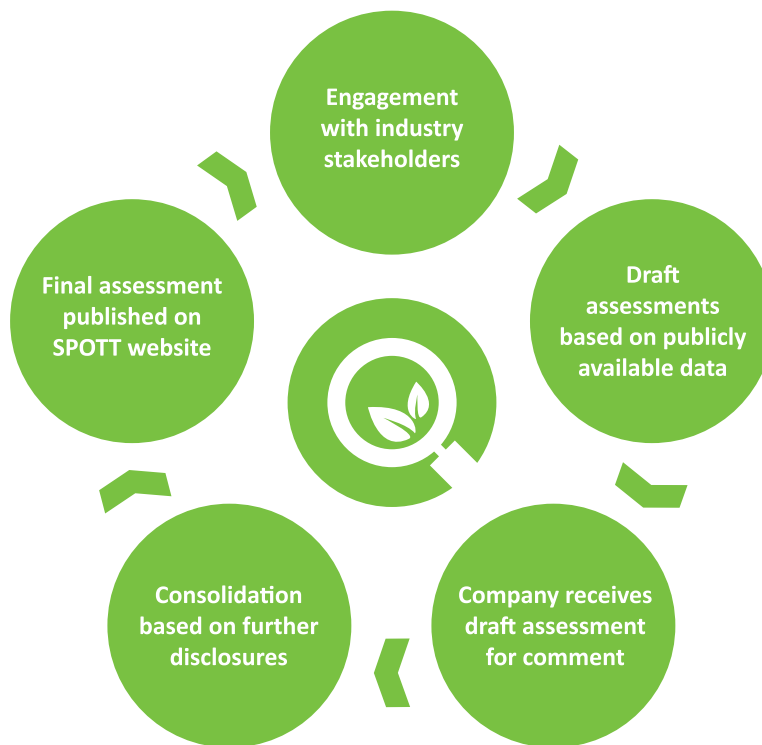 Engagement
with industry
stakeholders
Draft
assessments
based on publicly
available data
Company receives
draft assessment
for comment
Consolidation
based on further
disclosures
Final assessment
published on
SPOTT website